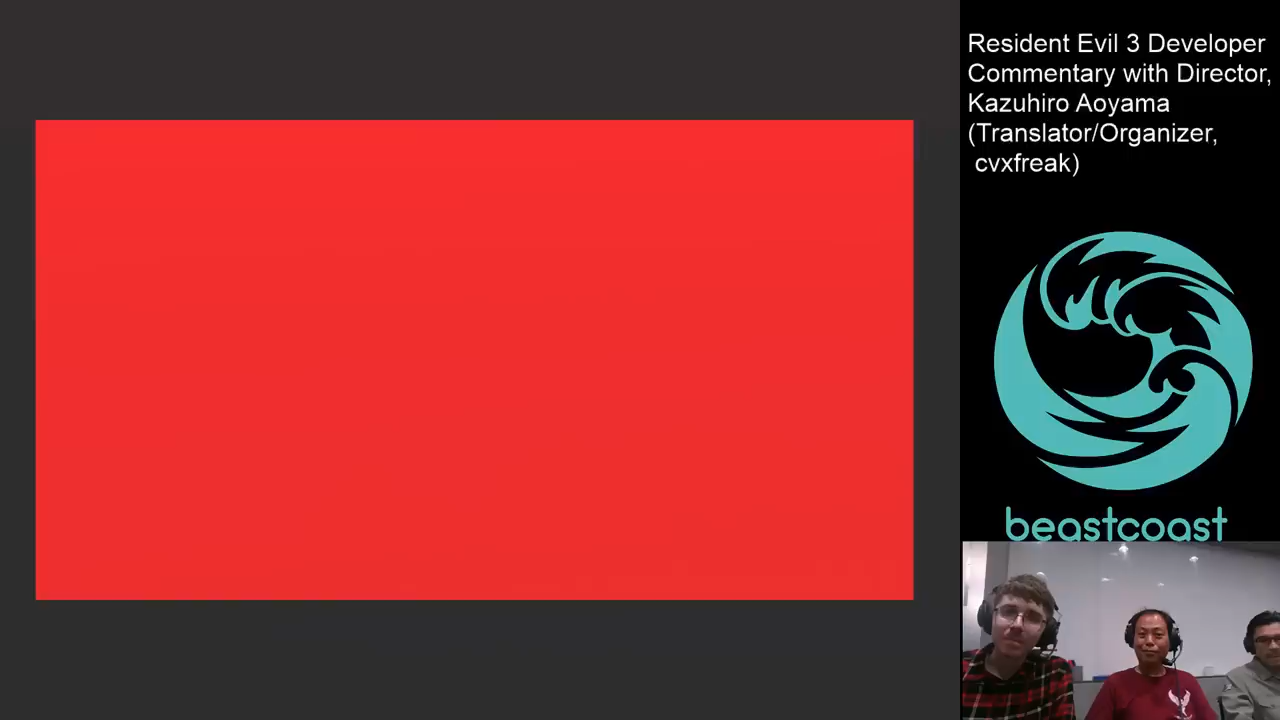 Resident Evil 3 Developer
Commentary with Director,
Kazuhiro Aoyama
(Translator/Organizer,
cvxfreak)
beastcoast